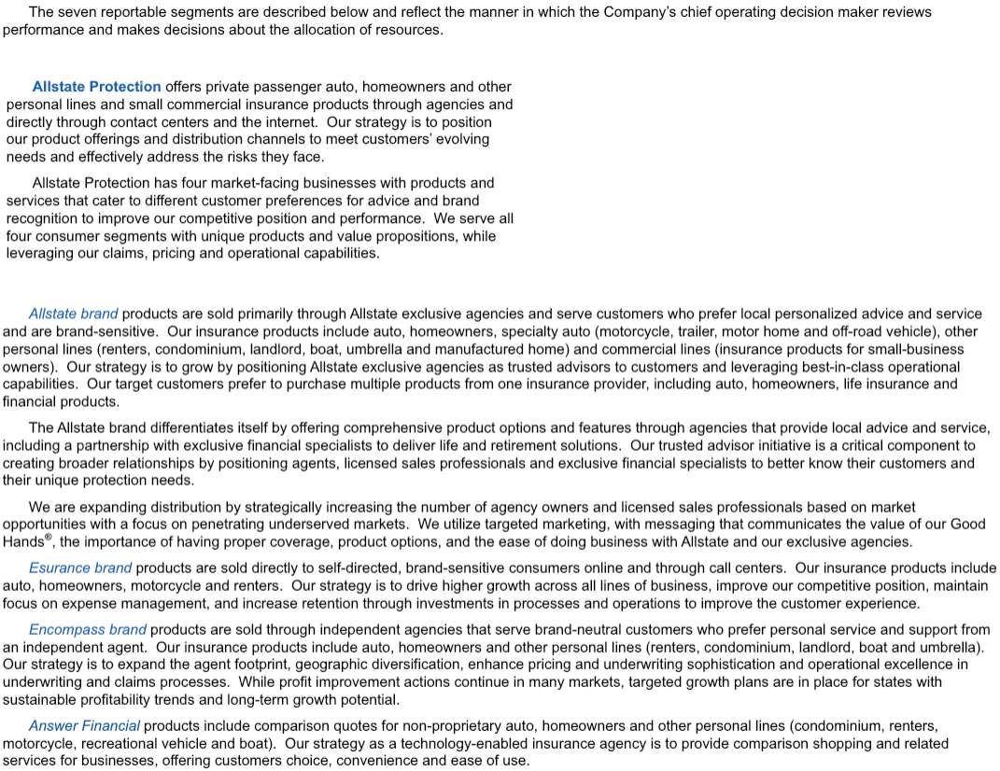 The seven reportable segments are described below and reflect the manner in which the Company's chief operating decision maker reviews
performance and makes decisions about the allocation of resources.
Allstate Protection offers private passenger auto, homeowners and other
personal lines and small commercial insurance products through agencies and
directly through contact centers and the internet.  Our strategy is to position
our product offerings and distribution channels to meet customers' evolving
needs and effectively address the risks they face.
Allstate Protection has four market-facing businesses with products and
services that cater to different customer preferences for advice and brand
recognition to improve our competitive position and performance.  We serve all
four consumer segments with unique products and value propositions, while
leveraging our claims, pricing and operational capabilities.
Allstate brand products are sold primarily through Allstate exclusive agencies and serve customers who prefer local personalized advice and service
and are brand-sensitive.  Our insurance products include auto, homeowners, specialty auto (motorcycle, trailer, motor home and off-road vehicle), other
personal lines (renters, condominium, landlord, boat, umbrella and manufactured home) and commercial lines (insurance products for small-business
owners).  Our strategy is to grow by positioning Allstate exclusive agencies as trusted advisors to customers and leveraging best-in-class operational
capabilities.  Our target customers prefer to purchase multiple products from one insurance provider, including auto, homeowners, life insurance and
financial products.
The Allstate brand differentiates itself by offering comprehensive product options and features through agencies that provide local advice and service,
including a partnership with exclusive financial specialists to deliver life and retirement solutions.  Our trusted advisor initiative is a critical component to
creating broader relationships by positioning agents, licensed sales professionals and exclusive financial specialists to better know their customers and
their unique protection needs.
We are expanding distribution by strategically increasing the number of agency owners and licensed sales professionals based on market
opportunities with a focus on penetrating underserved markets.  We utilize targeted marketing, with messaging that communicates the value of our Good
Hands®, the importance of having proper coverage, product options, and the ease of doing business with Allstate and our exclusive agencies.
Esurance brand products are sold directly to self-directed, brand-sensitive consumers online and through call centers.  Our insurance products include
auto, homeowners, motorcycle and renters.  Our strategy is to drive higher growth across all lines of business, improve our competitive position, maintain
focus on expense management, and increase retention through investments in processes and operations to improve the customer experience.
Encompass brand products are sold through independent agencies that serve brand-neutral customers who prefer personal service and support from
an independent agent.  Our insurance products include auto, homeowners and other personal lines (renters, condominium, landlord, boat and umbrella).
Our strategy is to expand the agent footprint, geographic diversification, enhance pricing and underwriting sophistication and operational excellence in
underwriting and claims processes.  While profit improvement actions continue in many markets, targeted growth plans are in place for states with
sustainable profitability trends and long-term growth potential.
Answer Financial products include comparison quotes for non-proprietary auto, homeowners and other personal lines (condominium, renters,
motorcycle, recreational vehicle and boat).  Our strategy as a technology-enabled insurance agency is to provide comparison shopping and related
services for businesses, offering customers choice, convenience and ease of use.